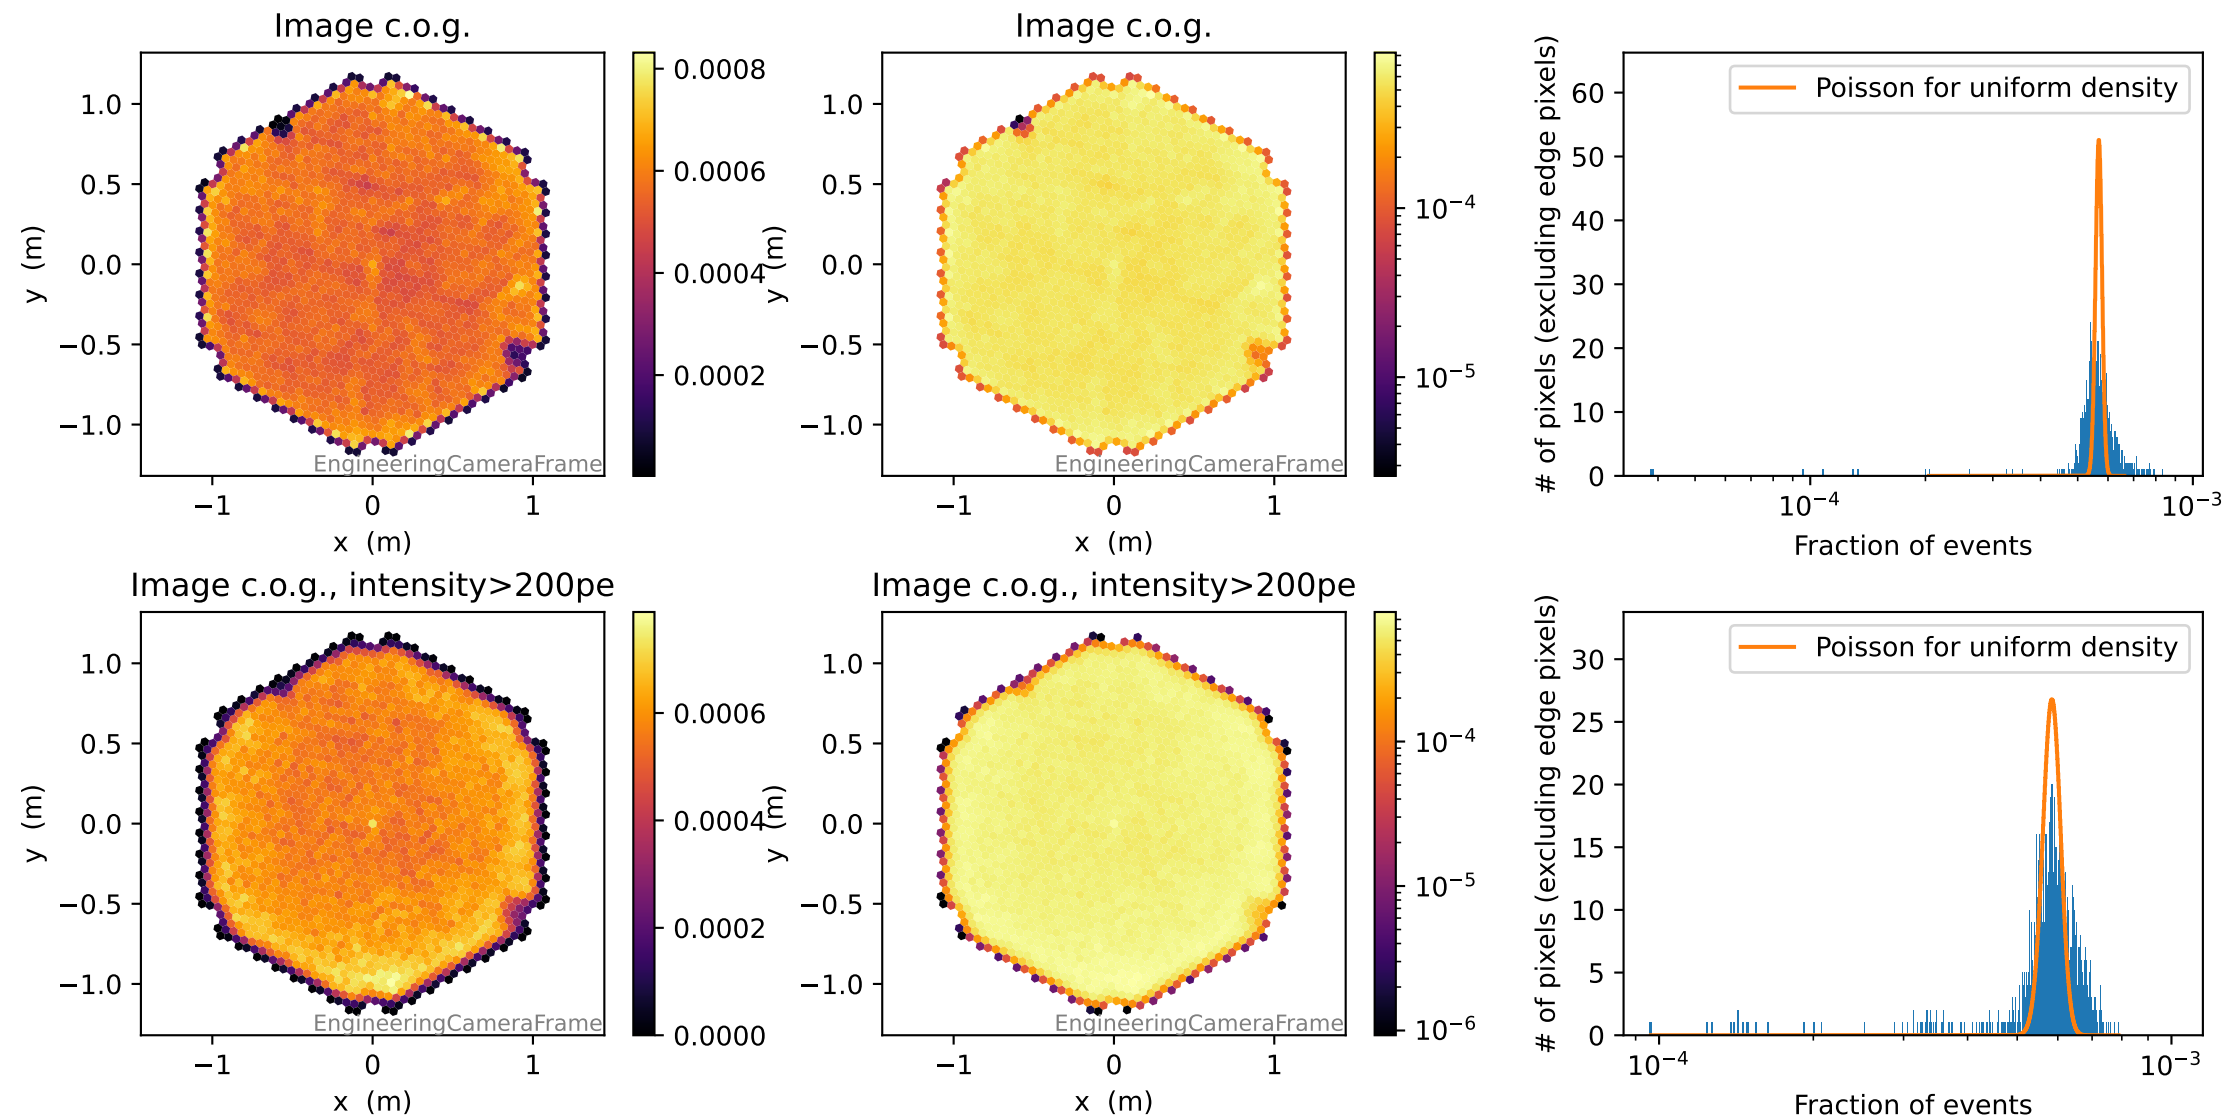 Image c.o.g.
1.0
0.5
0.0
−0.5
−1.0
y (m)
−1 0 1
x (m)
EngineeringCameraFrame
0.0008
0.0006
0.0004
0.0002
Image c.o.g.
1.0
0.5
0.0
−0.5
−1.0
y (m)
−1 0 1
x (m)
EngineeringCameraFrame
10⁻⁴
10⁻⁵
Poisson for uniform density
# of pixels (excluding edge pixels)
60
50
40
30
20
10
0
10⁻⁴ 10⁻³
Fraction of events
Image c.o.g., intensity>200pe
1.0
0.5
0.0
−0.5
−1.0
y (m)
−1 0 1
x (m)
EngineeringCameraFrame
0.0006
0.0004
0.0002
0.0000
Image c.o.g., intensity>200pe
1.0
0.5
0.0
−0.5
−1.0
y (m)
−1 0 1
x (m)
EngineeringCameraFrame
10⁻⁴
10⁻⁵
10⁻⁶
Poisson for uniform density
# of pixels (excluding edge pixels)
30
25
20
15
10
5
0
10⁻⁴ 10⁻³
Fraction of events